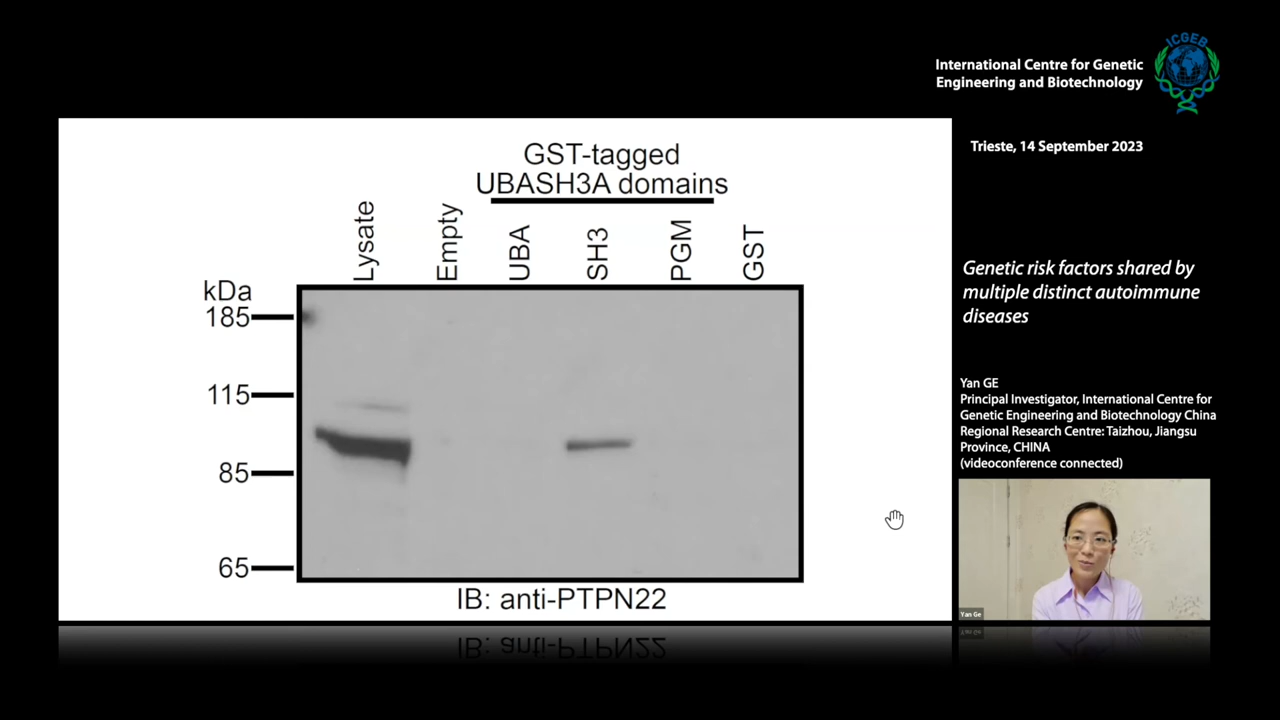 ICGEB
International Centre for Genetic
Engineering and Biotechnology
Trieste, 14 September 2023
GST-tagged
UBASH3A domains
Lysate
Empty
UBA
SH3
PGM
GST
kDa
185
115
85
65
IB: anti-PTPN22
Genetic risk factors shared by
multiple distinct autoimmune
diseases
Yan GE
Principal Investigator, International Centre for
Genetic Engineering and Biotechnology China
Regional Research Centre: Taizhou, Jiangsu
Province, CHINA
(videoconference connected)
Yan Ge